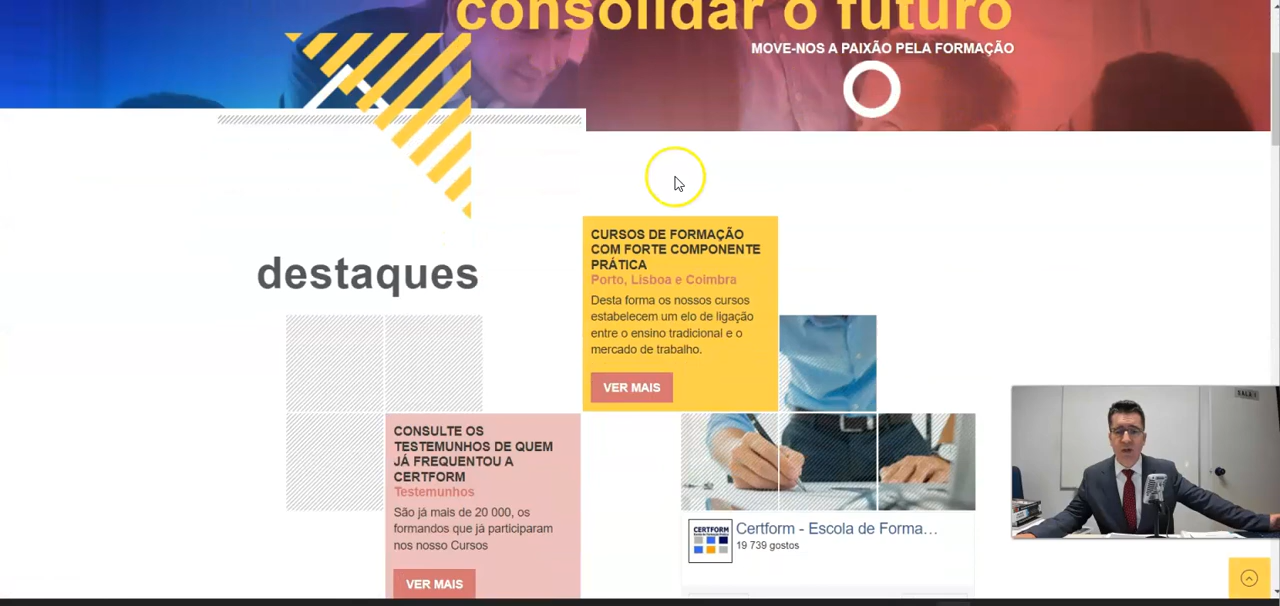 consolidar o futuro
MOVE-NOS A PAIXÃO PELA FORMAÇÃO
destaques
CURSOS DE FORMAÇÃO
COM FORTE COMPONENTE
PRÁTICA
Porto, Lisboa e Coimbra
Desta forma os nossos cursos
estabelecem um elo de ligação
entre o ensino tradicional e o
mercado de trabalho.
VER MAIS
CONSULTE OS
TESTEMUNHOS DE QUEM
JÁ FREQUENTOU A
CERTFORM
Testemunhos
São já mais de 20 000, os
formandos que já participaram
nos nosso Cursos
VER MAIS
CERTFORM
Certform - Escola de Forma…
19 739 gostos